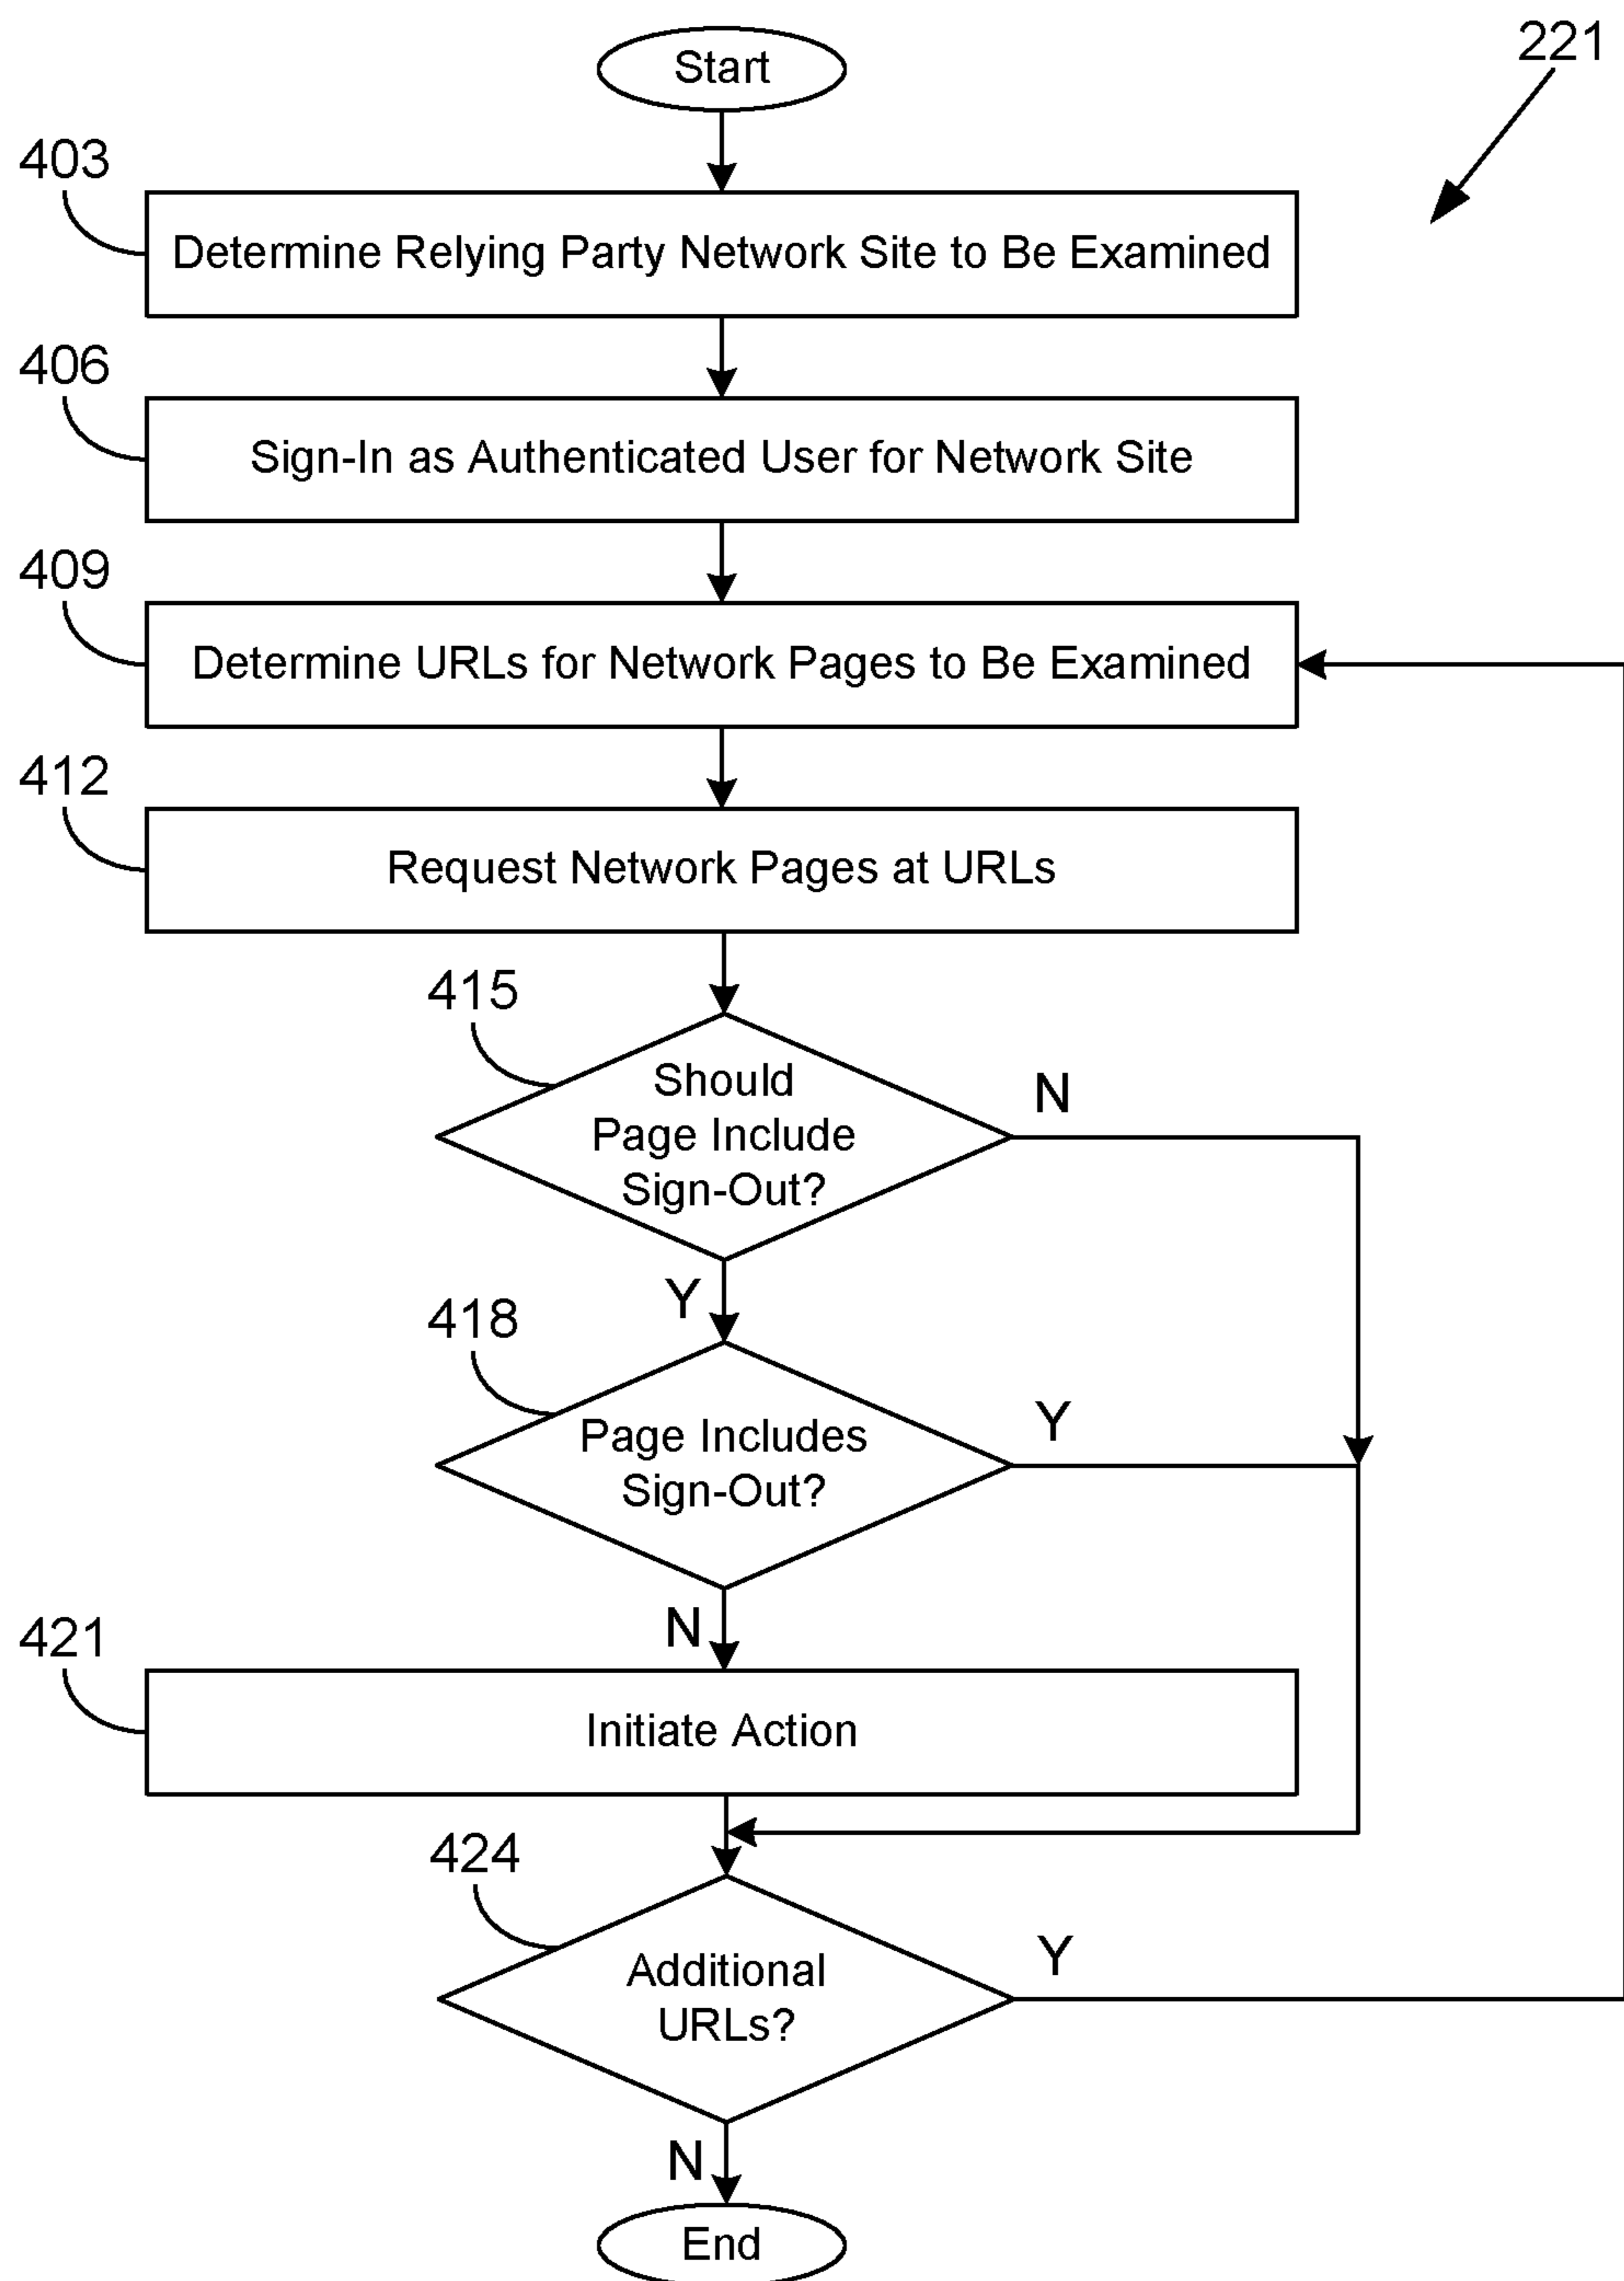 Start
221
403
Determine Relying Party Network Site to Be Examined
406
Sign-In as Authenticated User for Network Site
409
Determine URLs for Network Pages to Be Examined
412
Request Network Pages at URLs
415
Should
Page Include
Sign-Out?
N
Y
418
Page Includes
Sign-Out?
Y
N
421
Initiate Action
424
Additional
URLs?
Y
N
End